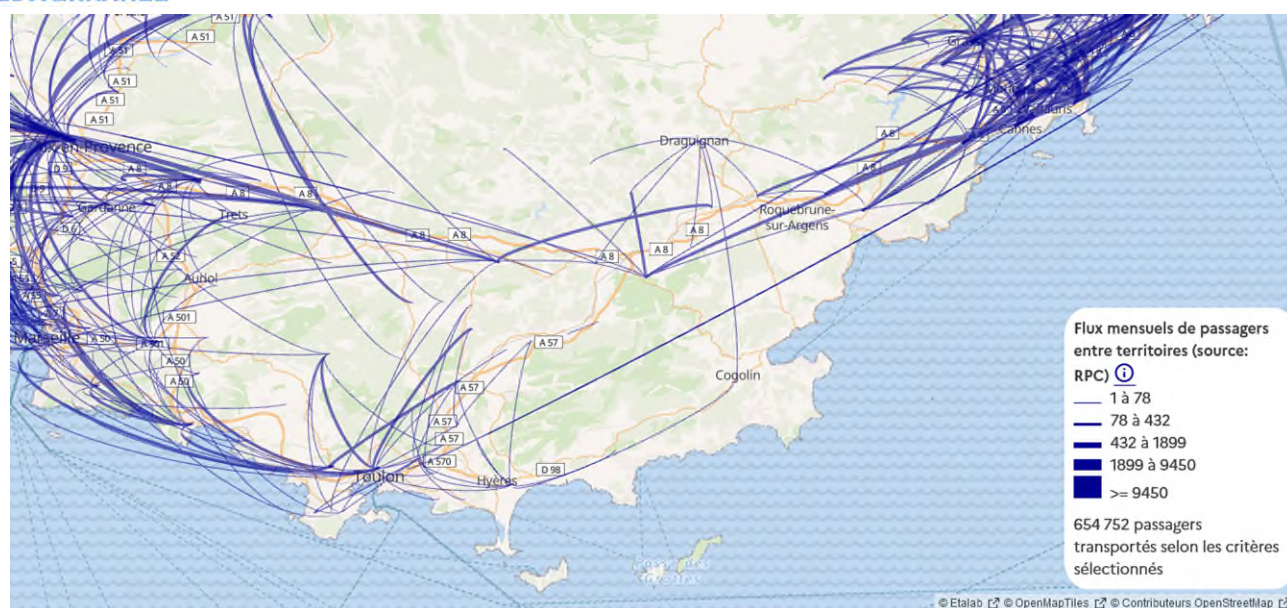 A 51
A 51
A 51
A 51
A 51
Draguignan
A 8
Cannes
en-Provence
D 9
A 8
A 8
A 8
A 8
A 8
D 9
Gardanne
Trets
Roquebrune-
sur-Argens
D 6
A 8
A 8
A 8
A 8
A 8
A 52
Auriol
A 501
Marseille
A 50
A 501
A 50
A 50
A 57
A 57
Cogolin
A 57
A 57
A 570
Toulon
Hyères
D 98
Flux mensuels de passagers
entre territoires (source:
RPC)
1 à 78
78 à 432
432 à 1899
1899 à 9450
>= 9450
654 752 passagers
transportés selon les critères
sélectionnés
© Etalab © OpenMapTiles © Contributeurs OpenStreetMap